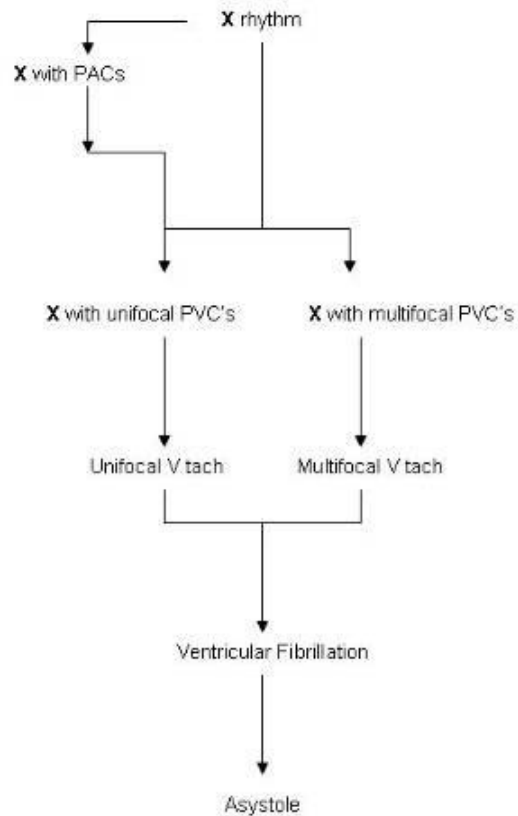 X rhythm
X with PACs
X with unifocal PVC's
X with multifocal PVC's
Unifocal V tach
Multifocal V tach
Ventricular Fibrillation
Asystole